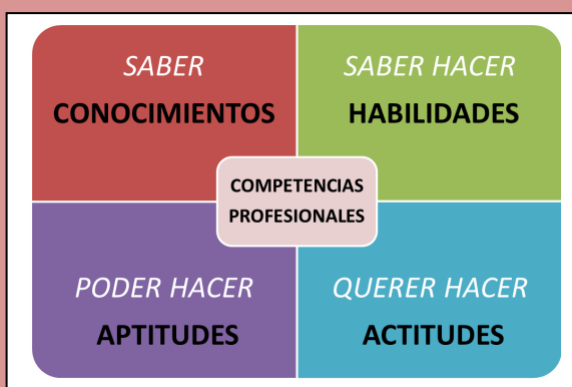 SABER
CONOCIMIENTOS
SABER HACER
HABILIDADES
COMPETENCIAS
PROFESIONALES
PODER HACER
APTITUDES
QUERER HACER
ACTITUDES